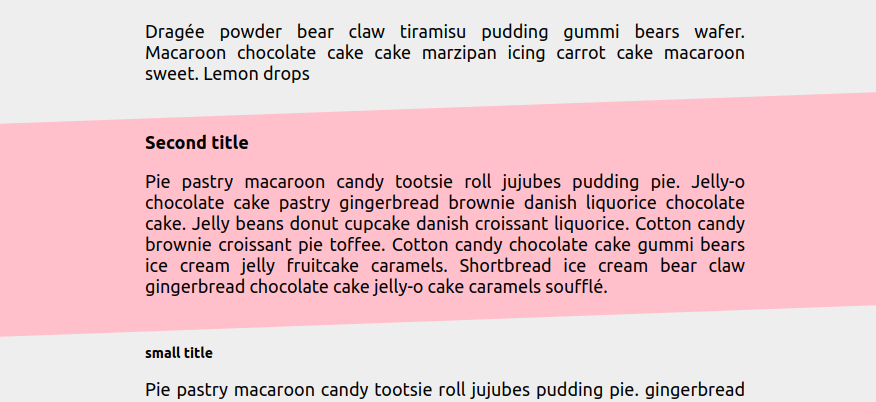 Dragée powder bear claw tiramisu pudding gummi bears wafer.
Macaroon chocolate cake cake marzipan icing carrot cake macaroon
sweet. Lemon drops
Second title
Pie pastry macaroon candy tootsie roll jujubes pudding pie. Jelly-o
chocolate cake pastry gingerbread brownie danish liquorice chocolate
cake. Jelly beans donut cupcake danish croissant liquorice. Cotton candy
brownie croissant pie toffee. Cotton candy chocolate cake gummi bears
ice cream jelly fruitcake caramels. Shortbread ice cream bear claw
gingerbread chocolate cake jelly-o cake caramels soufflé.
small title
Pie pastry macaroon candy tootsie roll jujubes pudding pie. gingerbread